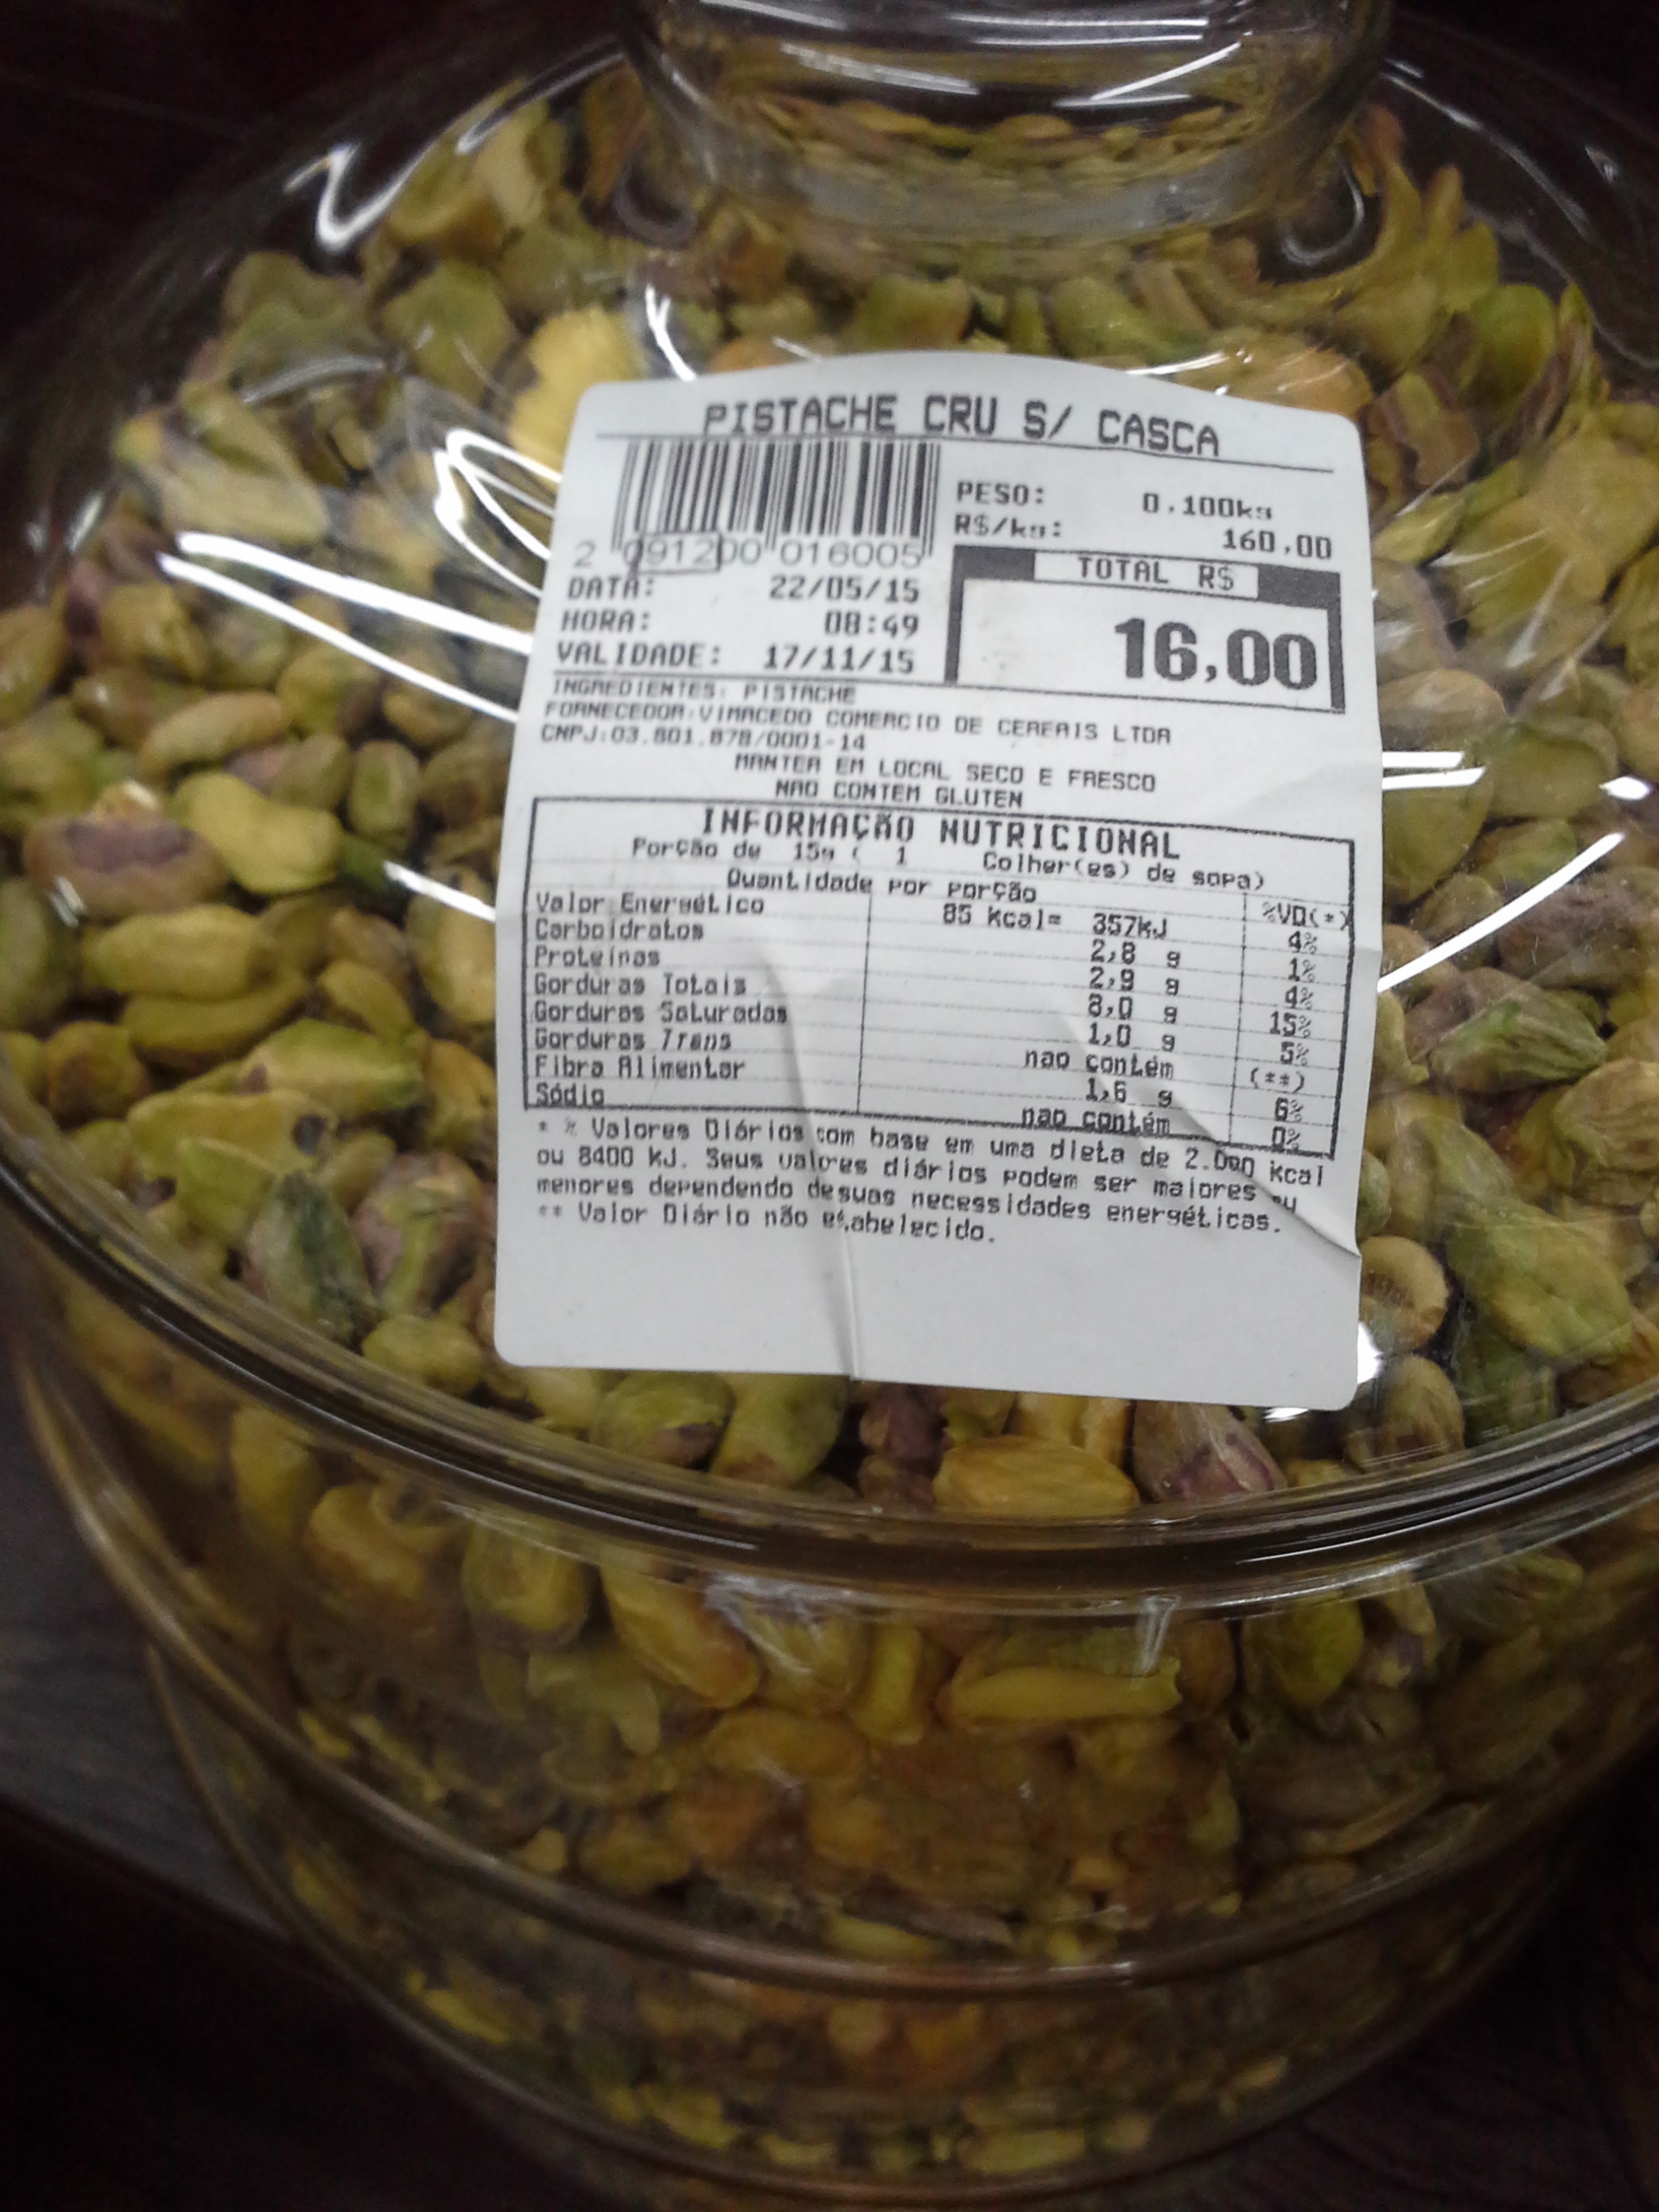 PISTACHE CRU S/ CASCA
PESO: 0.100kg
R$/kg: 160,00
2 091200 016005
TOTAL R$
16,00
DATA: 22/05/15
HORA: 08:49
VALIDADE: 17/11/15
INGREDIENTES: PISTACHE
FORNECEDOR:VIMACEDO COMERCIO DE CEREAIS LTDA
CNPJ:03.801.878/0001-14
MANTER EM LOCAL SECO E FRESCO
NAO CONTEM GLUTEN
INFORMAÇÃO NUTRICIONAL
Porção de 15g ( 1 Colher(es) de sopa)
Quantidade por porção %VD(*)
Valor Energético 85 Kcal= 357kJ 4%
Carboidratos 2,8 g 1%
Proteínas 2,9 g 4%
Gorduras Totais 8,0 g 15%
Gorduras Saturadas 1,0 g 5%
Gorduras Trans nao contém (**)
Fibra Alimentar 1,6 g 6%
Sódio nao contém 0%
* % Valores Diários com base em uma dieta de 2.000 kcal
ou 8400 kJ. Seus valores diários podem ser maiores ou
menores dependendo de suas necessidades energéticas.
** Valor Diário não estabelecido.